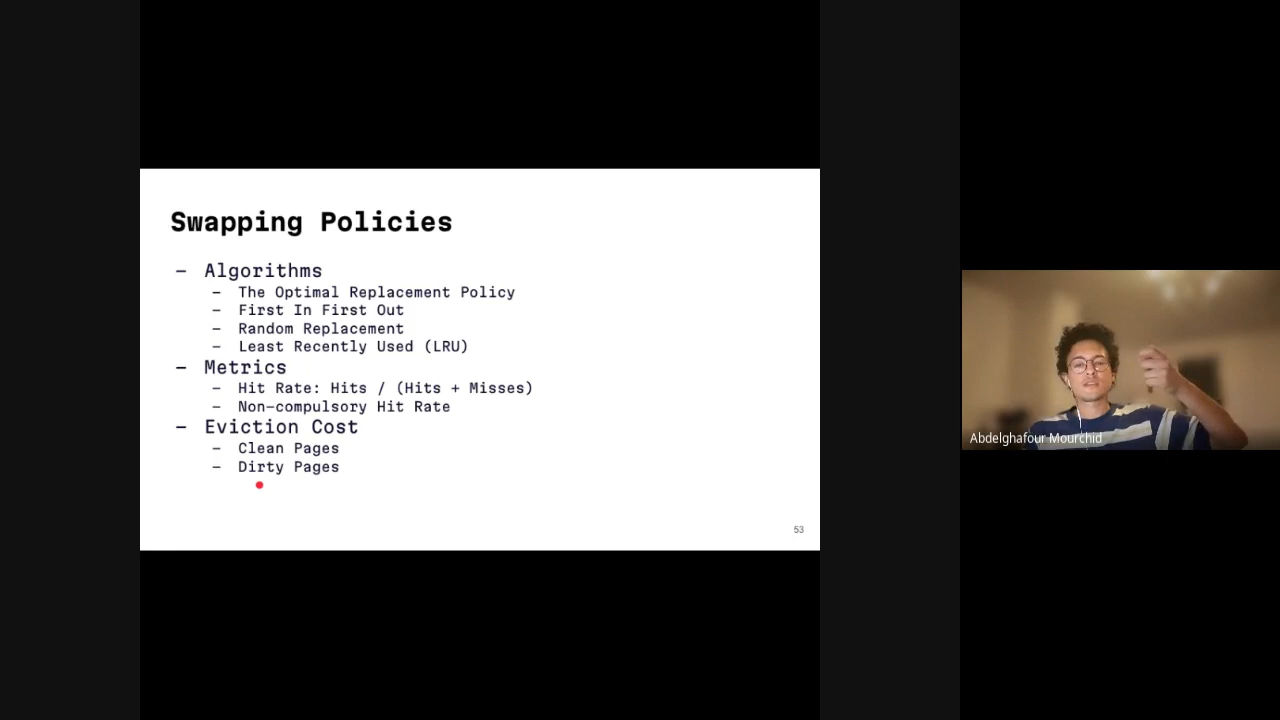 Swapping Policies
– Algorithms
– The Optimal Replacement Policy
– First In First Out
– Random Replacement
– Least Recently Used (LRU)
– Metrics
– Hit Rate: Hits / (Hits + Misses)
– Non-compulsory Hit Rate
– Eviction Cost
– Clean Pages
– Dirty Pages
53
Abdelghafour Mourchid